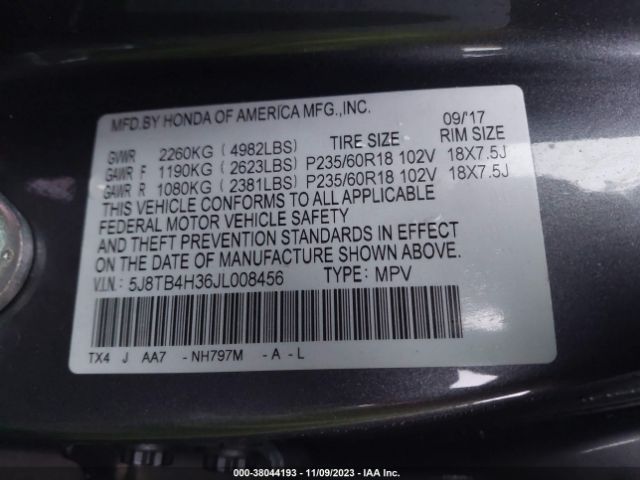 MFD.BY HONDA OF AMERICA MFG.,INC. 09/'17
GVWR 2260KG (4982LBS) TIRE SIZE RIM SIZE
GAWR F 1190KG (2623LBS) P235/60R18 102V 18X7.5J
GAWR R 1080KG (2381LBS) P235/60R18 102V 18X7.5J
THIS VEHICLE CONFORMS TO ALL APPLICABLE
FEDERAL MOTOR VEHICLE SAFETY
AND THEFT PREVENTION STANDARDS IN EFFECT
ON THE DATE OF MANUFACTURE SHOWN ABOVE.
V.I.N.: 5J8TB4H36JL008456 TYPE: MPV
TX4 J AA7 - NH797M - A - L
000-38044193 - 11/09/2023 - IAA Inc.